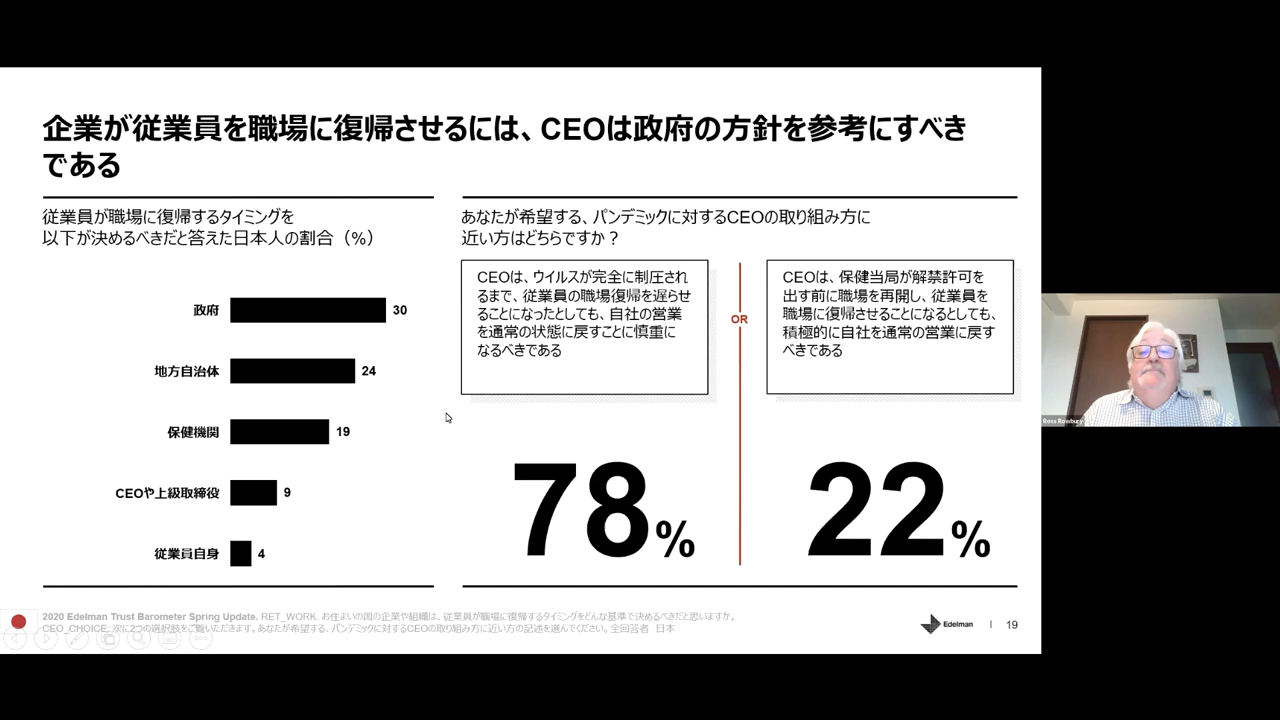 企業が従業員を職場に復帰させるには、CEOは政府の方針を参考にすべき
である
従業員が職場に復帰するタイミングを
以下が決めるべきだと答えた日本人の割合（%）
政府 30
地方自治体 24
保健機関 19
CEOや上級取締役 9
従業員自身 4
あなたが希望する、パンデミックに対するCEOの取り組み方に
近い方はどちらですか？
CEOは、ウイルスが完全に制圧され
るまで、従業員の職場復帰を遅らせ
ることになったとしても、自社の営業
を通常の状態に戻すことに慎重に
なるべきである
78%
OR
CEOは、保健当局が解禁許可を
出す前に職場を再開し、従業員を
職場に復帰させることになるとしても、
積極的に自社を通常の営業に戻す
べきである
22%
2020 Edelman Trust Barometer Spring Update. RET_WORK. お住まいの国の企業や組織は、従業員が職場に復帰するタイミングをどんな基準で決めるべきだと思いますか。
CEO_CHOICE: 次に2つの選択肢をご覧いただきます。あなたが希望する、パンデミックに対するCEOの取り組み方に近い方の記述を選んでください。全回答者 日本
Edelman | 19
Ross Rowbury